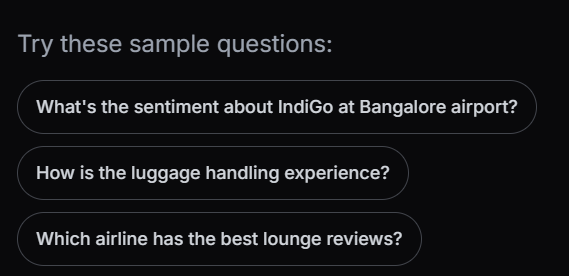 Try these sample questions:
What's the sentiment about IndiGo at Bangalore airport?
How is the luggage handling experience?
Which airline has the best lounge reviews?